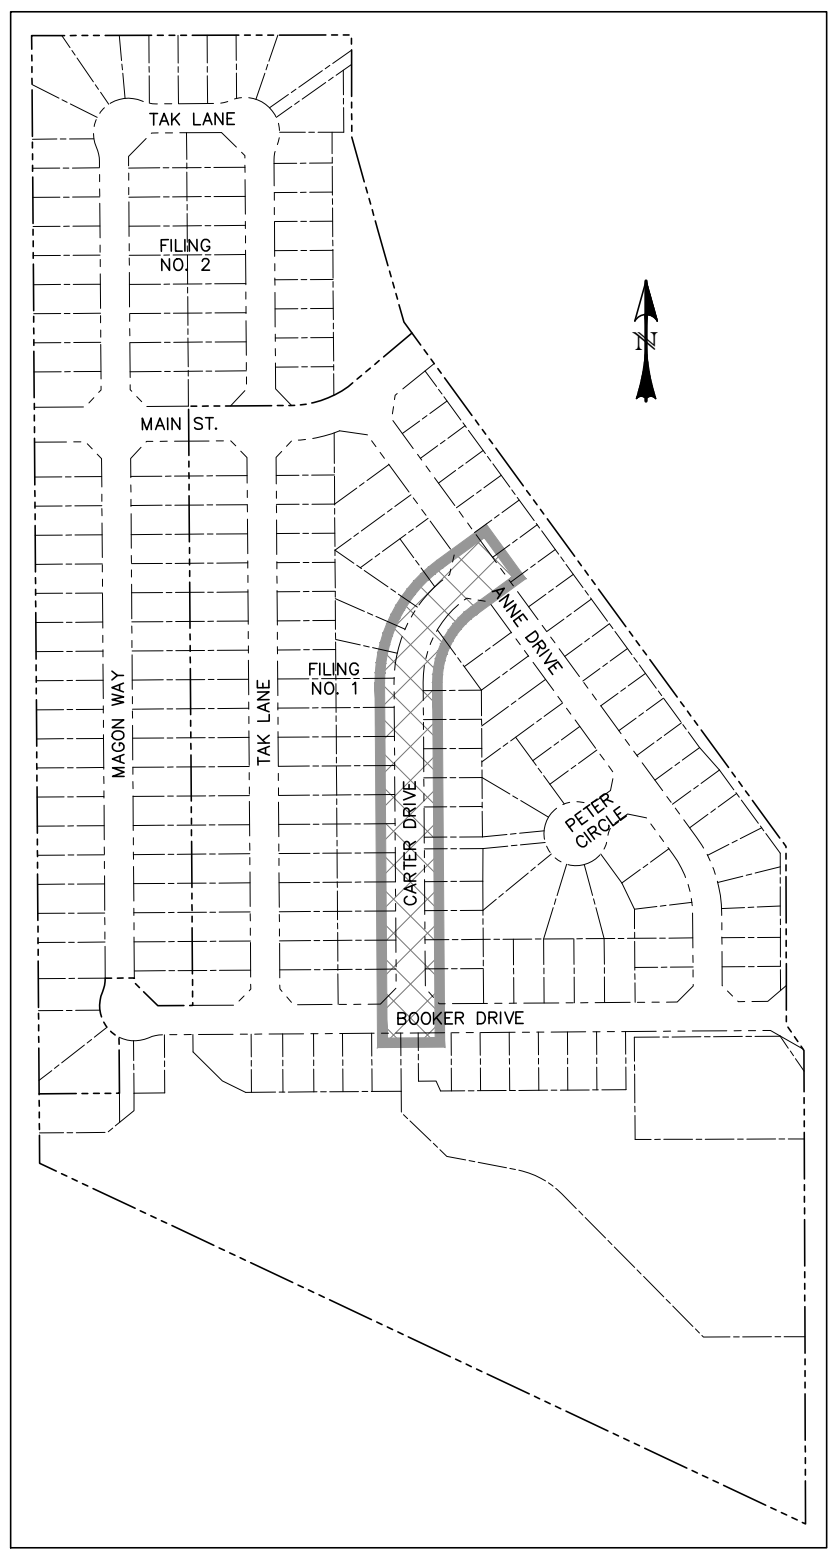 TAK LANE
FILING
NO. 2
N
MAIN ST.
ANNE DRIVE
FILING
NO. 1
MAGON WAY
TAK LANE
CARTER DRIVE
PETER
CIRCLE
BOOKER DRIVE